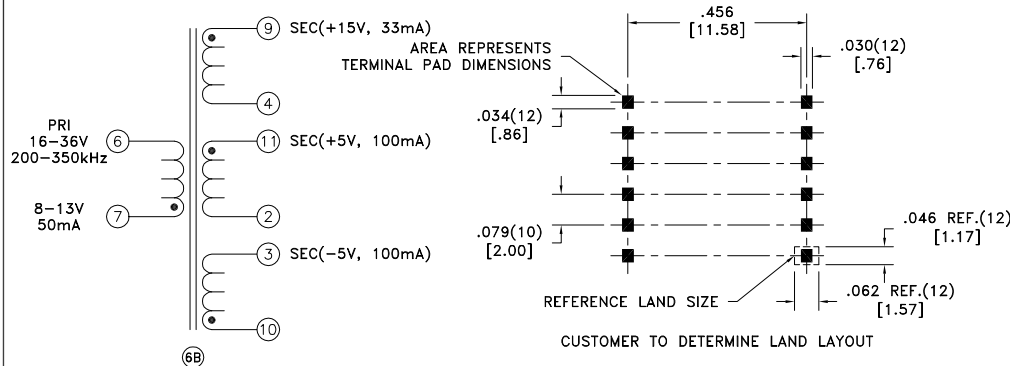 9 SEC(+15V, 33mA)
4
PRI
16-36V
200-350kHz
6
8-13V
50mA
7
11 SEC(+5V, 100mA)
2
3 SEC(-5V, 100mA)
10
6B
AREA REPRESENTS
TERMINAL PAD DIMENSIONS
.456
[11.58]
.030(12)
[.76]
.034(12)
[.86]
.079(10)
[2.00]
.046 REF.(12)
[1.17]
REFERENCE LAND SIZE
.062 REF.(12)
[1.57]
CUSTOMER TO DETERMINE LAND LAYOUT